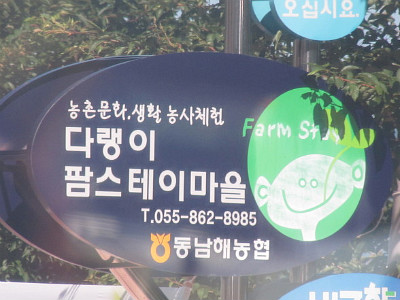 오십시요.
농촌문화.생활 농사체험
Farm Stay
다랭이
팜스테이마을
T.055-862-8985
동남해농협